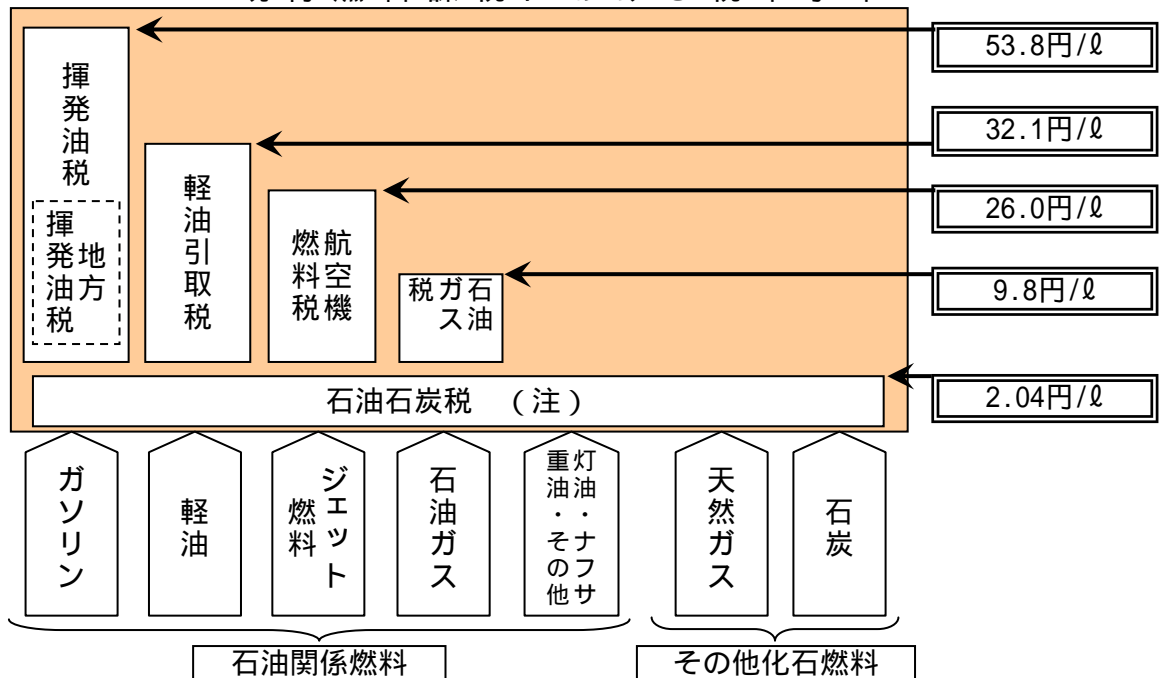 53.8円/ℓ
32.1円/ℓ
26.0円/ℓ
9.8円/ℓ
2.04円/ℓ
揮発油税
地方
揮発油税
軽油引取税
航空機
燃料税
石油
ガス
税
石油石炭税 (注)
ガソリン
軽油
ジェット
燃料
石油ガス
灯油・ナフサ
重油・その他
天然ガス
石炭
石油関係燃料
その他化石燃料